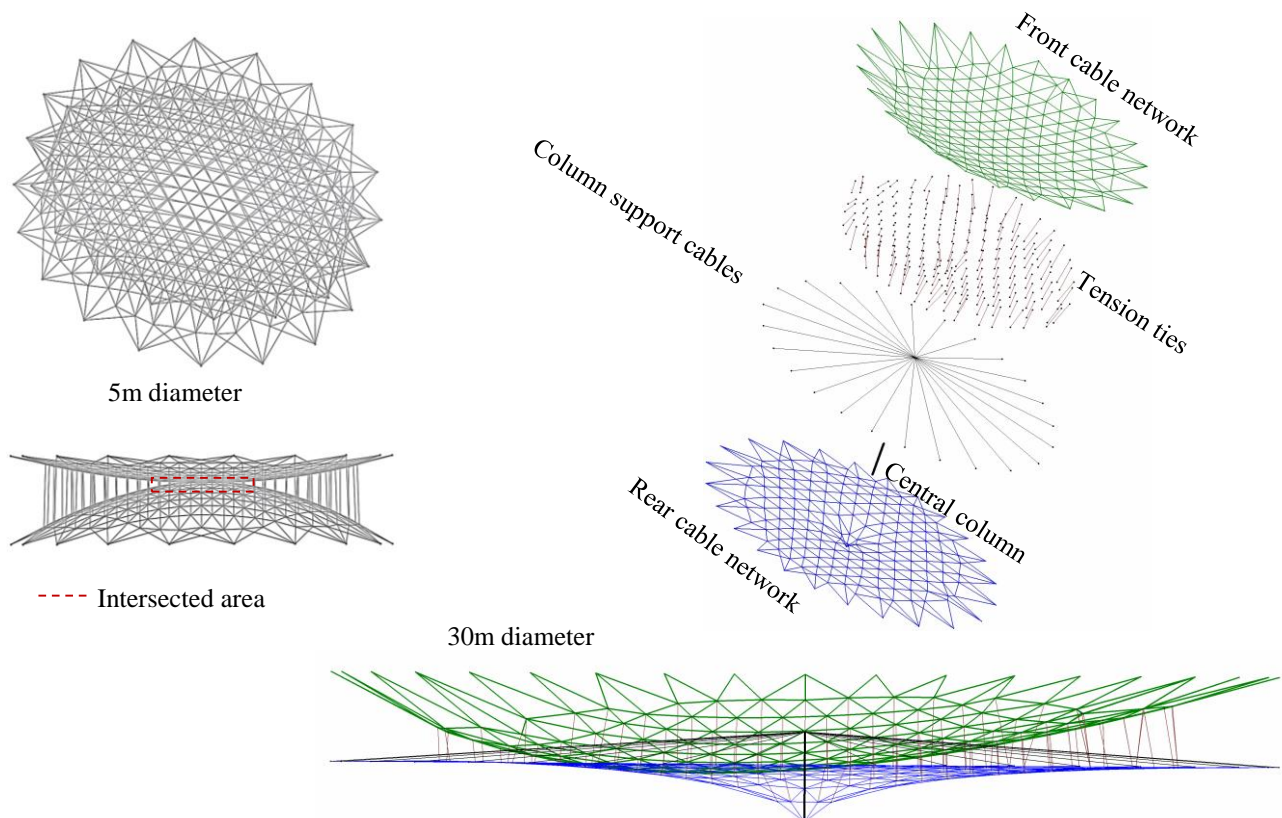 5m diameter
Intersected area
Front cable network
Column support cables
Tension ties
Central column
Rear cable network
30m diameter